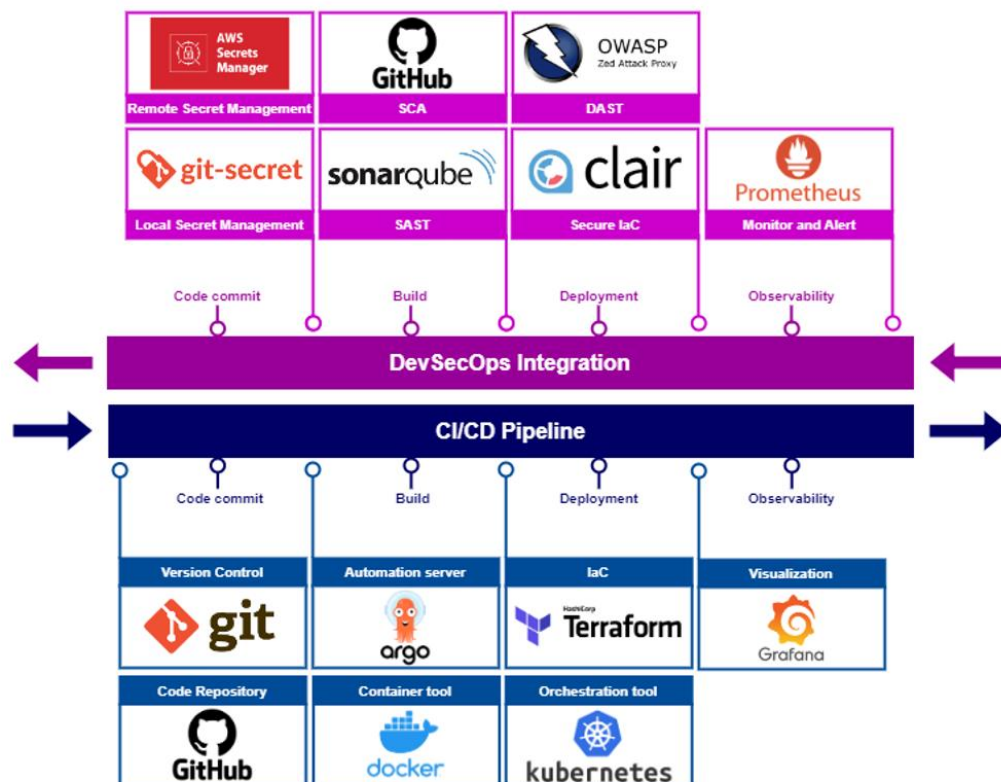 AWS
Secrets
Manager
GitHub
OWASP
Zed Attack Proxy
Remote Secret Management
SCA
DAST
git-secret
sonarqube
clair
Prometheus
Local Secret Management
SAST
Secure IaC
Monitor and Alert
Code commit
Build
Deployment
Observability
DevSecOps Integration
CI/CD Pipeline
Code commit
Build
Deployment
Observability
Version Control
Automation server
IaC
Visualization
git
argo
HashiCorp
Terraform
Grafana
Code Repository
Container tool
Orchestration tool
GitHub
docker
kubernetes